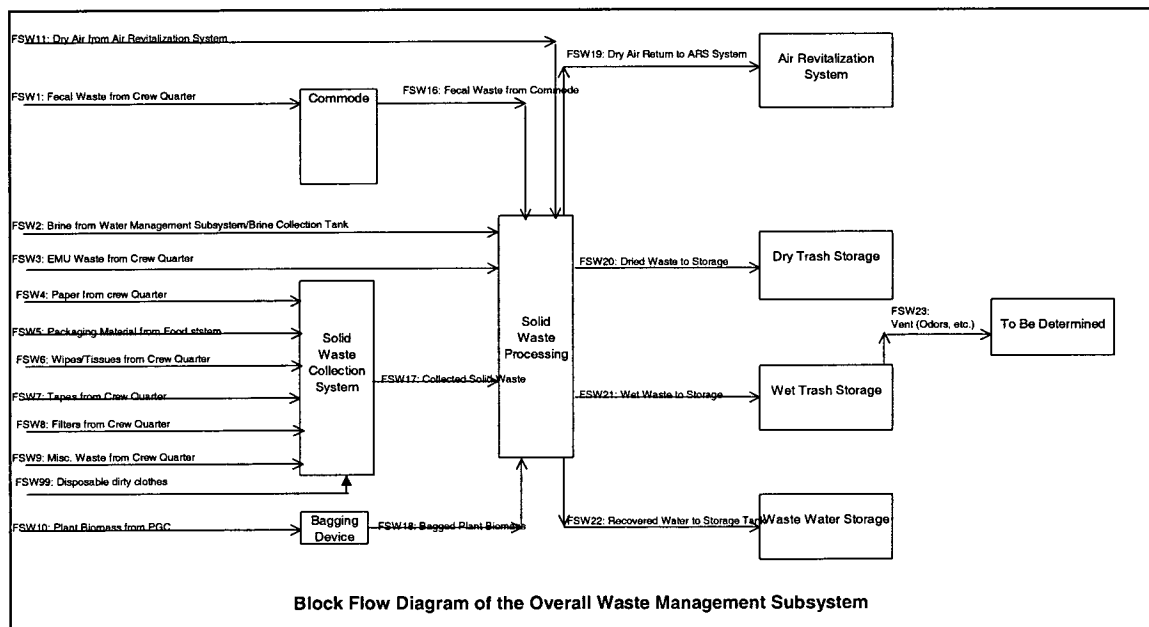 FSW11: Dry Air from Air Revitalization System
FSW19: Dry Air Return to ARS System
Air Revitalization
System
FSW1: Fecal Waste from Crew Quarter
Commode
FSW16: Fecal Waste from Commode
FSW2: Brine from Water Management Subsystem/Brine Collection Tank
FSW3: EMU Waste from Crew Quarter
FSW4: Paper from crew Quarter
FSW5: Packaging Material from Food ststem
FSW6: Wipes/Tissues from Crew Quarter
FSW7: Tapes from Crew Quarter
FSW8: Filters from Crew Quarter
FSW9: Misc. Waste from Crew Quarter
FSW99: Disposable dirty clothes
Solid
Waste
Collection
System
FSW17: Collected Solid Waste
FSW10: Plant Biomass from PGC
Bagging
Device
FSW18: Bagged Plant Biomass
Solid
Waste
Processing
FSW20: Dried Waste to Storage
Dry Trash Storage
FSW21: Wet Waste to Storage
Wet Trash Storage
FSW23:
Vent (Odors, etc.)
To Be Determined
FSW22: Recovered Water to Storage Tank
Waste Water Storage
Block Flow Diagram of the Overall Waste Management Subsystem